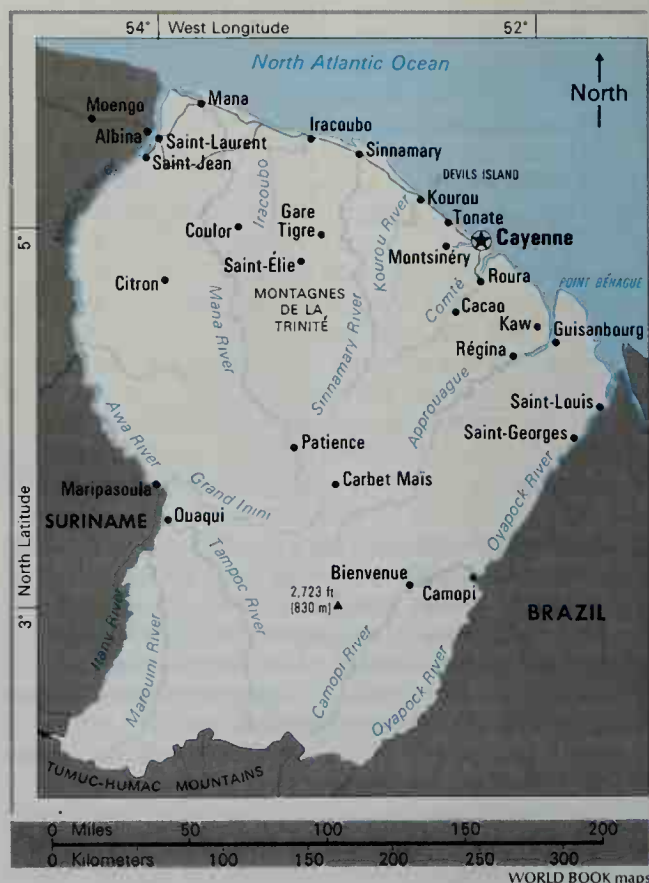 54° West Longitude 52°
North Atlantic Ocean
North
Moengo
Mana
Albina
Saint-Laurent
Saint-Jean
Iracoubo
Sinnamary
DEVILS ISLAND
Iracoubo
Kourou
Kourou River
Tonate
5°
Coulor
Gare
Tigre
Cayenne
Montsinéry
Saint-Élie
Citron
Roura
POINT BÉHAGUE
MONTAGNES
DE LA
TRINITÉ
Comté
Cacao
Kaw
Guisanbourg
Mana River
Sinnamary River
Régina
Approuague
Saint-Louis
Saint-Georges
Awa River
Patience
Maripasoula
Grand Inini
Carbet Maïs
Oyapock River
SURINAME
Ouaqui
North Latitude
Tampoc River
Bienvenue
Camopi
3°
2,723 ft
(830 m)
BRAZIL
Itany River
Marouini River
Camopi River
Oyapock River
TUMUC-HUMAC MOUNTAINS
0 Miles 50 100 150 200
0 Kilometers 100 150 200 250 300
WORLD BOOK maps